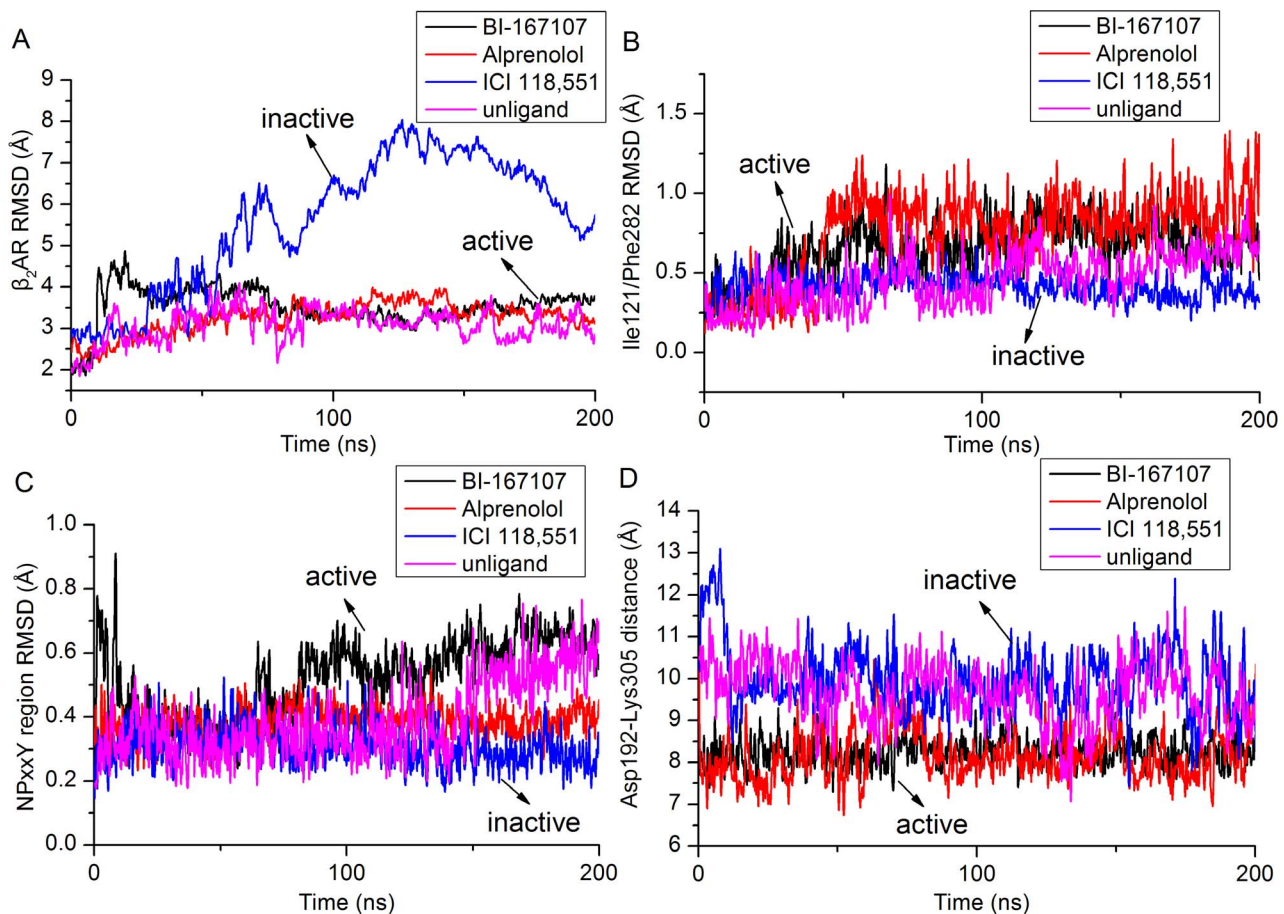 A
BI-167107
Alprenolol
ICI 118,551
unligand
β₂AR RMSD (Å)
9
8
7
6
5
4
3
2
inactive
active
0
100
200
Time (ns)
B
BI-167107
Alprenolol
ICI 118,551
unligand
Ile121/Phe282 RMSD (Å)
1.5
1.0
0.5
0.0
active
inactive
0
100
200
Time (ns)
C
BI-167107
Alprenolol
ICI 118,551
unligand
NPxxY region RMSD (Å)
1.0
0.8
0.6
0.4
0.2
0.0
active
inactive
0
100
200
Time (ns)
D
BI-167107
Alprenolol
ICI 118,551
unligand
Asp192-Lys305 distance (Å)
14
13
12
11
10
9
8
7
6
inactive
active
0
100
200
Time (ns)